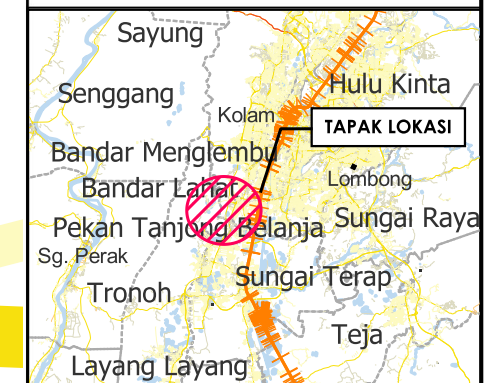 Sayung
Hulu Kinta
Senggang
Kolam
TAPAK LOKASI
Bandar Menglembu
Lombong
Bandar Lahat
Sungai Raya
Pekan Tanjong Belanja
Sg. Perak
Sungai Terap
Tronoh
Teja
Layang Layang